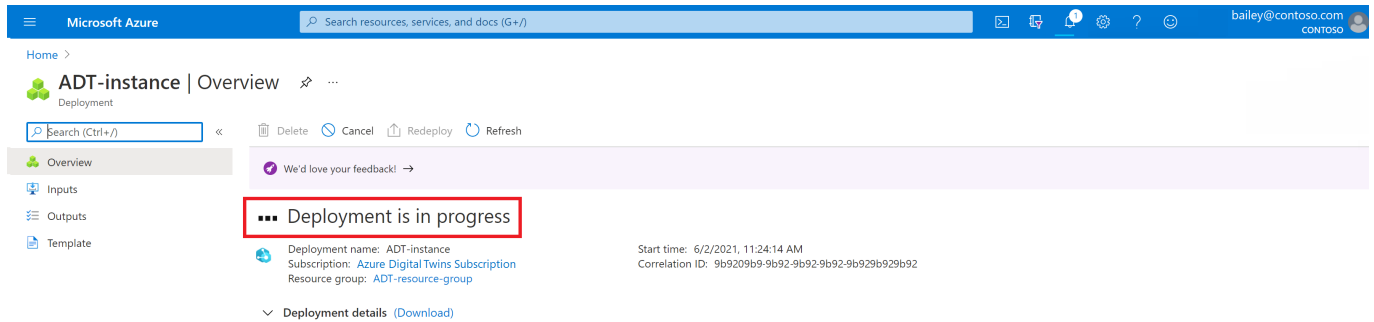 Microsoft Azure
Search resources, services, and docs (G+/)
1
bailey@contoso.com
CONTOSO
Home >
ADT-instance | Overview ...
Deployment
Search (Ctrl+/) «
Delete Cancel Redeploy Refresh
Overview
We'd love your feedback! →
Inputs
Outputs
Template
Deployment is in progress
Deployment name: ADT-instance
Subscription: Azure Digital Twins Subscription
Resource group: ADT-resource-group
Start time: 6/2/2021, 11:24:14 AM
Correlation ID: 9b9209b9-9b92-9b92-9b92-9b929b929b92
Deployment details (Download)